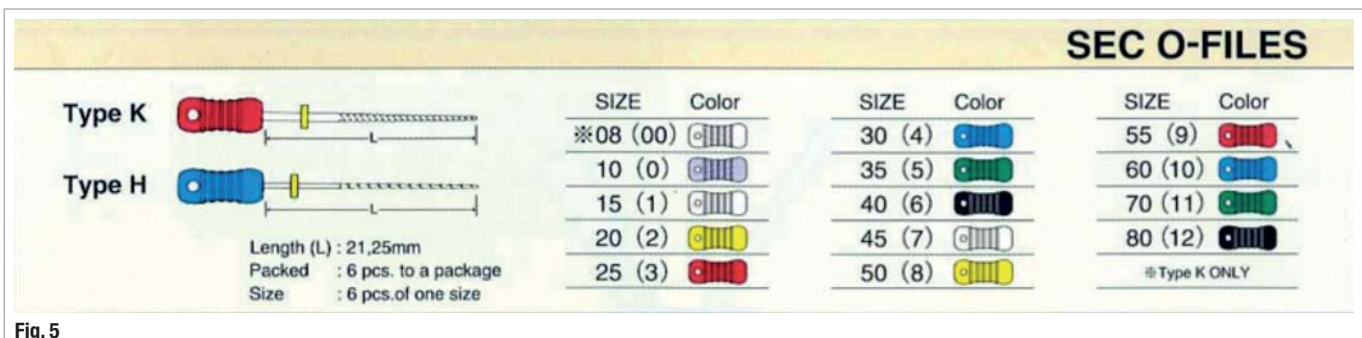 SEC O-FILES
Type K
L
Type H
L
Length (L) : 21,25mm
Packed : 6 pcs. to a package
Size : 6 pcs.of one size
SIZE Color
※08 (00)
10 (0)
15 (1)
20 (2)
25 (3)
SIZE Color
30 (4)
35 (5)
40 (6)
45 (7)
50 (8)
SIZE Color
55 (9)
60 (10)
70 (11)
80 (12)
※Type K ONLY
Fig. 5